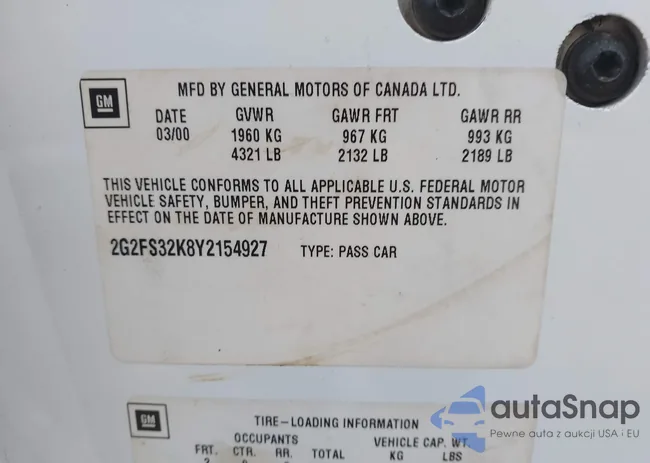 GM
MFD BY GENERAL MOTORS OF CANADA LTD.
DATE GVWR GAWR FRT GAWR RR
03/00 1960 KG 967 KG 993 KG
4321 LB 2132 LB 2189 LB
THIS VEHICLE CONFORMS TO ALL APPLICABLE U.S. FEDERAL MOTOR
VEHICLE SAFETY, BUMPER, AND THEFT PREVENTION STANDARDS IN
EFFECT ON THE DATE OF MANUFACTURE SHOWN ABOVE.
2G2FS32K8Y2154927 TYPE: PASS CAR
GM
TIRE-LOADING INFORMATION
OCCUPANTS VEHICLE CAP. WT.
FRT. CTR. RR. TOTAL KG LBS
autoSnap
Pewne auta z aukcji USA i EU